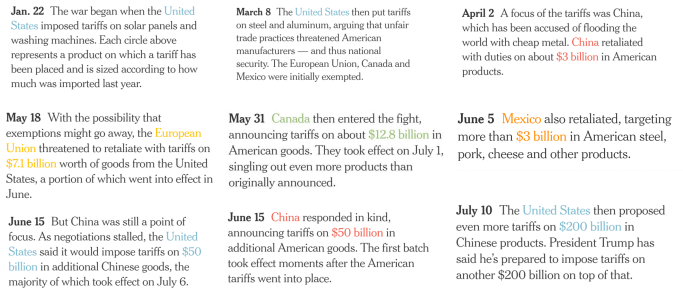 Jan. 22 The war began when the United
States imposed tariffs on solar panels and
washing machines. Each circle above
represents a product on which a tariff has
been placed and is sized according to how
much was imported last year.
March 8 The United States then put tariffs
on steel and aluminum, arguing that unfair
trade practices threatened American
manufacturers — and thus national
security. The European Union, Canada and
Mexico were initially exempted.
April 2 A focus of the tariffs was China,
which has been accused of flooding the
world with cheap metal. China retaliated
with duties on about $3 billion in American
products.
May 18 With the possibility that
exemptions might go away, the European
Union threatened to retaliate with tariffs on
$7.1 billion worth of goods from the United
States, a portion of which went into effect in
June.
May 31 Canada then entered the fight,
announcing tariffs on about $12.8 billion in
American goods. They took effect on July 1,
singling out even more products than
originally announced.
June 5 Mexico also retaliated, targeting
more than $3 billion in American steel,
pork, cheese and other products.
June 15 But China was still a point of
focus. As negotiations stalled, the United
States said it would impose tariffs on $50
billion in additional Chinese goods, the
majority of which took effect on July 6.
June 15 China responded in kind,
announcing tariffs on $50 billion in
additional American goods. The first batch
took effect moments after the American
tariffs went into place.
July 10 The United States then proposed
even more tariffs on $200 billion in
Chinese products. President Trump has
said he's prepared to impose tariffs on
another $200 billion on top of that.